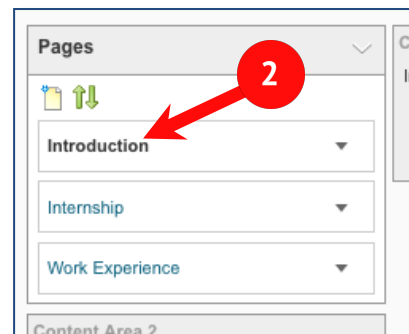 Pages
2
Introduction
Internship
Work Experience
Content Area 2